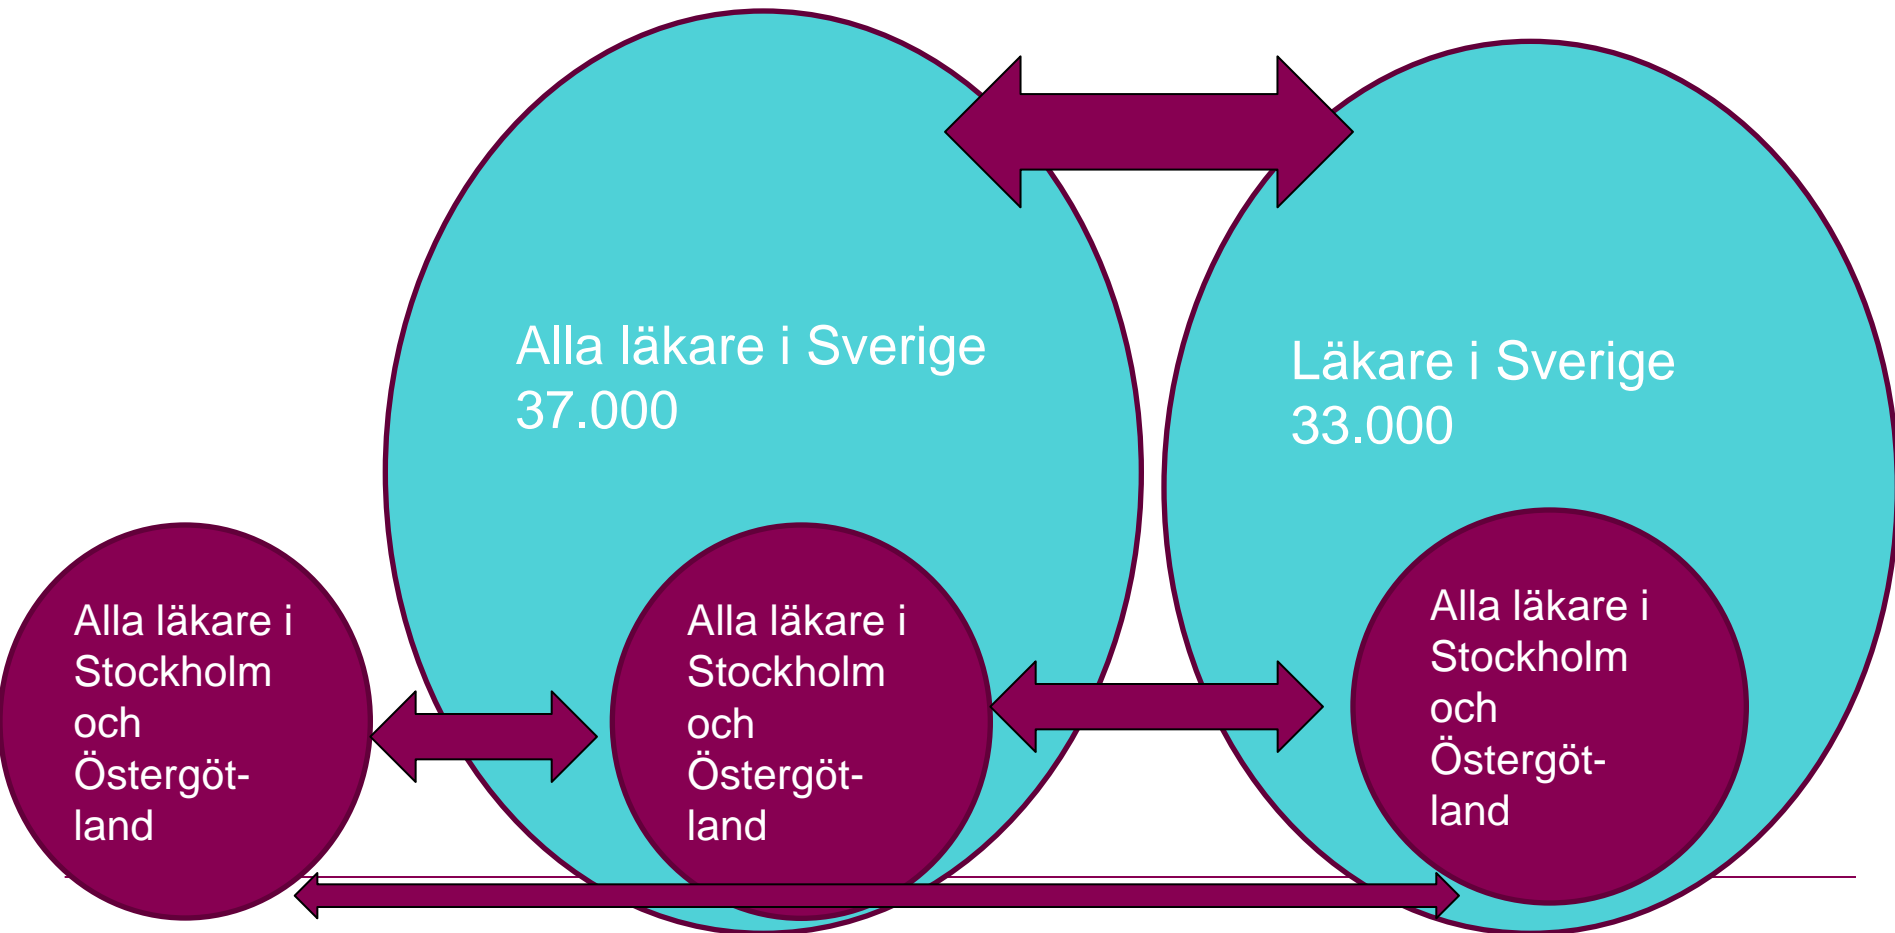 Alla läkare i Sverige
37.000
Läkare i Sverige
33.000
Alla läkare i
Stockholm
och
Östergöt-
land
Alla läkare i
Stockholm
och
Östergöt-
land
Alla läkare i
Stockholm
och
Östergöt-
land